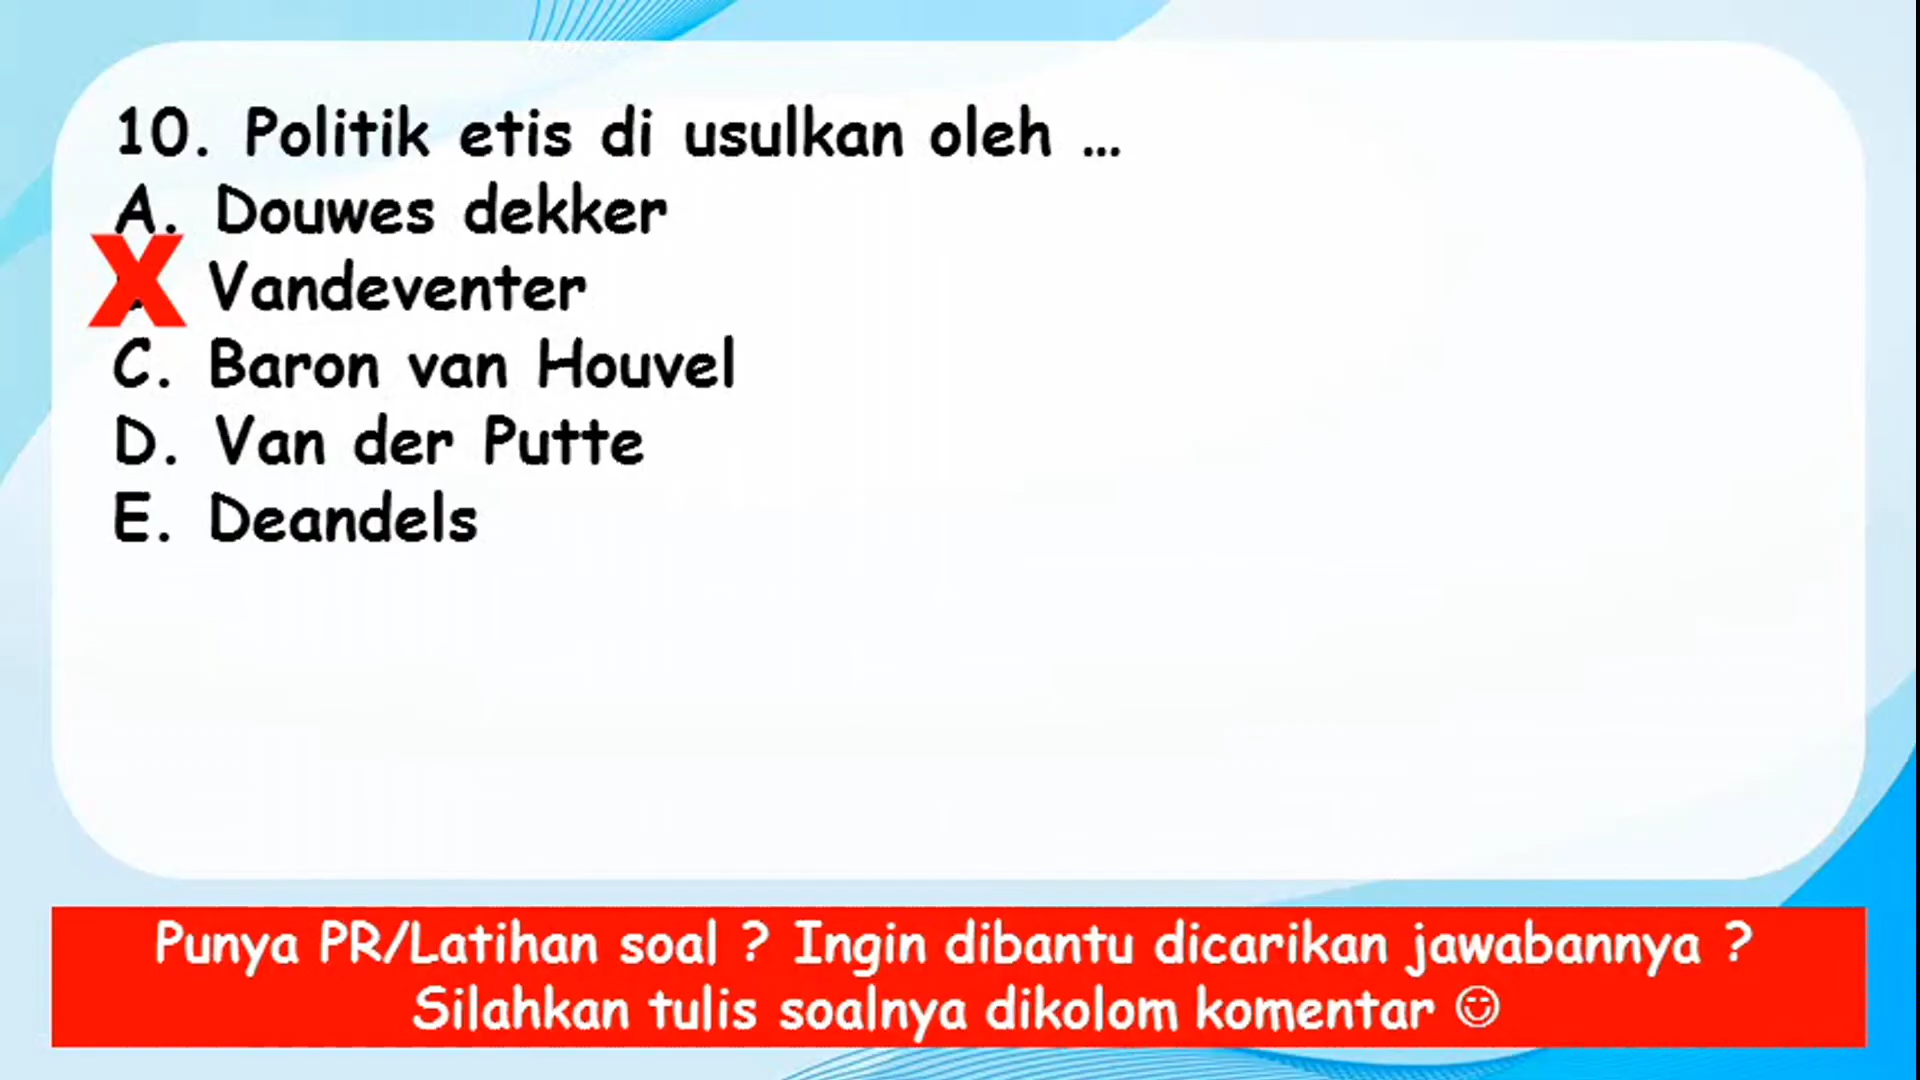 10. Politik etis di usulkan oleh ...
A. Douwes dekker
X Vandeventer
C. Baron van Houvel
D. Van der Putte
E. Deandels
Punya PR/Latihan soal ? Ingin dibantu dicarikan jawabannya ?
Silahkan tulis soalnya dikolom komentar 😊